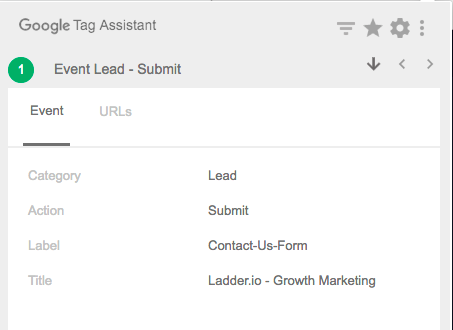 Google Tag Assistant
1 Event Lead - Submit
Event URLs
Category Lead
Action Submit
Label Contact-Us-Form
Title Ladder.io - Growth Marketing